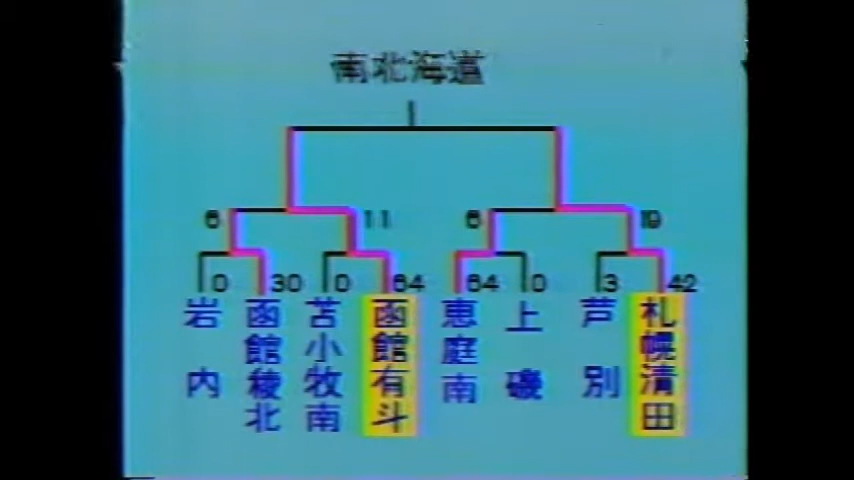 南北海道
6 11 6 19
0 30 0 64 64 0 3 42
岩内
函館稜北
苫小牧南
函館有斗
恵庭南
上磯
芦別
札幌清田